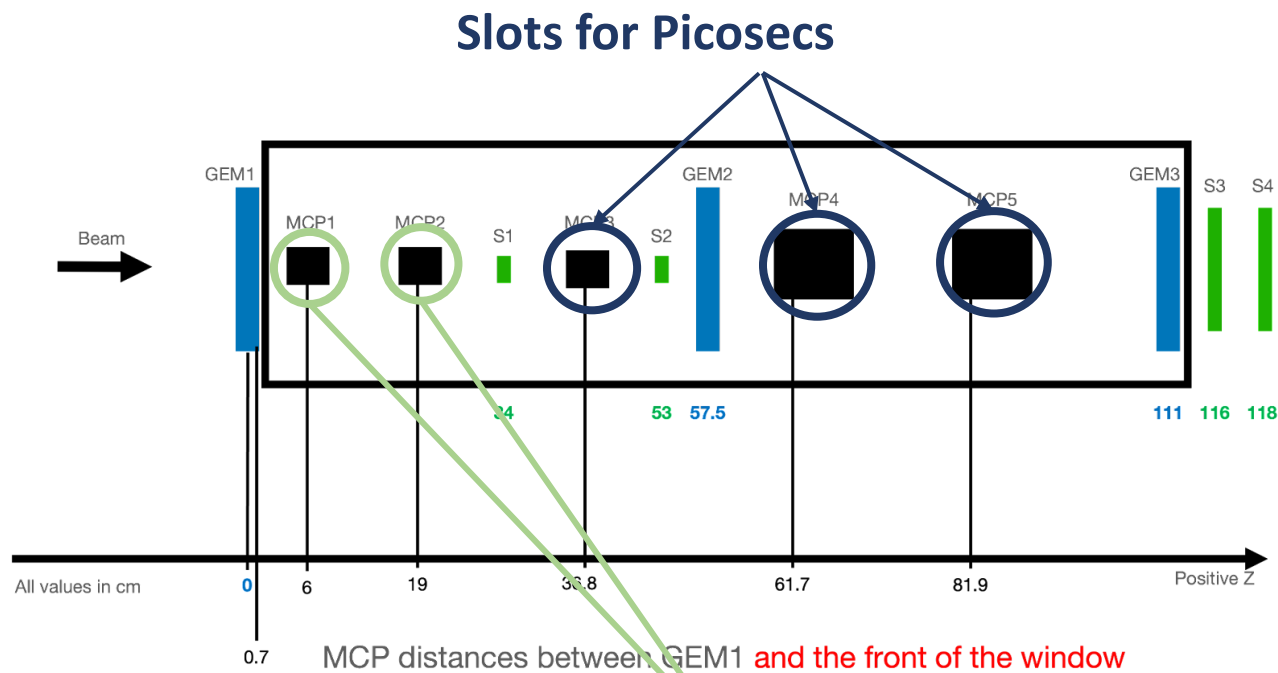 Slots for Picosecs
GEM1
GEM2
GEM3
S3
S4
MCP1
MCP2
S1
MCP3
S2
MCP4
MCP5
Beam
53
57.5
111
116
118
All values in cm
0
6
19
61.7
81.9
Positive Z
0.7
MCP distances between GEM1 and the front of the window